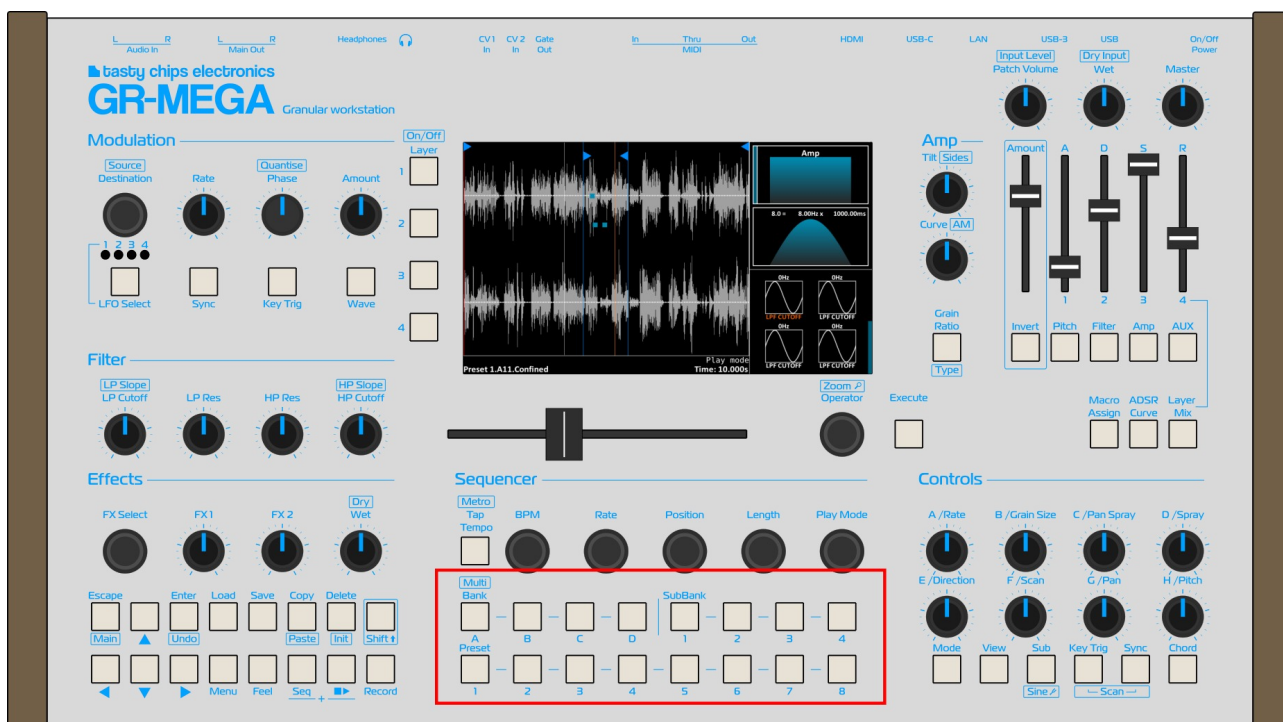 L R L R Headphones CV 1 CV 2 Gate In Thru Out HDMI USB-C LAN USB-3 USB On/Off
Audio In Main Out In In Out MIDI Power
Input Level Dry Input
Patch Volume Wet Master
tasty chips electronics
GR-MEGA Granular workstation
Modulation
On/Off
Layer
Source Quantise
Destination Rate Phase Amount
1
2
3
4
1 2 3 4
LFO Select Sync Key Trig Wave
Amp
8.0 = 8.00Hz x 1000.00ms
0Hz 0Hz
LPF CUTOFF LPF CUTOFF
0Hz 0Hz
LPF CUTOFF LPF CUTOFF
Play mode
Preset 1.A11.Confined Time: 10.000s
Amp
Tilt Sides
Curve AM
Amount A D S R
1 2 3 4
Grain
Ratio
Type
Invert Pitch Filter Amp AUX
Filter
LP Slope HP Slope
LP Cutoff LP Res HP Res HP Cutoff
Zoom
Operator Execute
Macro ADSR Layer
Assign Curve Mix
Effects
Dry
FX Select FX 1 FX 2 Wet
Escape Enter Load Save Copy Delete
Main ▲ Undo Paste Init Shift ⬆
◀ ▼ ▶ Menu Feel Seq + ■▶ Record
Sequencer
Metro
Tap
Tempo
BPM Rate Position Length Play Mode
Multi
Bank SubBank
A B C D 1 2 3 4
Preset
1 2 3 4 5 6 7 8
Controls
A /Rate B /Grain Size C /Pan Spray D /Spray
E /Direction F /Scan G /Pan H /Pitch
Mode View Sub Key Trig Sync Chord
Sine Scan